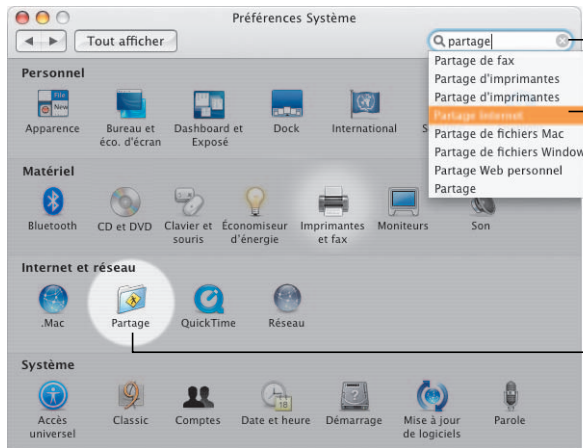 Préférences Système
Tout afficher
partage
Partage de fax
Partage d'imprimantes
Partage d'imprimantes
Partage Internet
Partage de fichiers Mac
Partage de fichiers Window
Partage Web personnel
Partage
Personnel
File
New
Apparence
Bureau et
éco. d'écran
Dashboard et
Exposé
Dock
International
S
Matériel
Bluetooth
CD et DVD
Clavier et
souris
Économiseur
d'énergie
Imprimantes
et fax
Moniteurs
Son
Internet et réseau
.Mac
Partage
QuickTime
Réseau
Système
Accès
universel
Classic
Comptes
18
Date et heure
Démarrage
Mise à jour
de logiciels
Parole